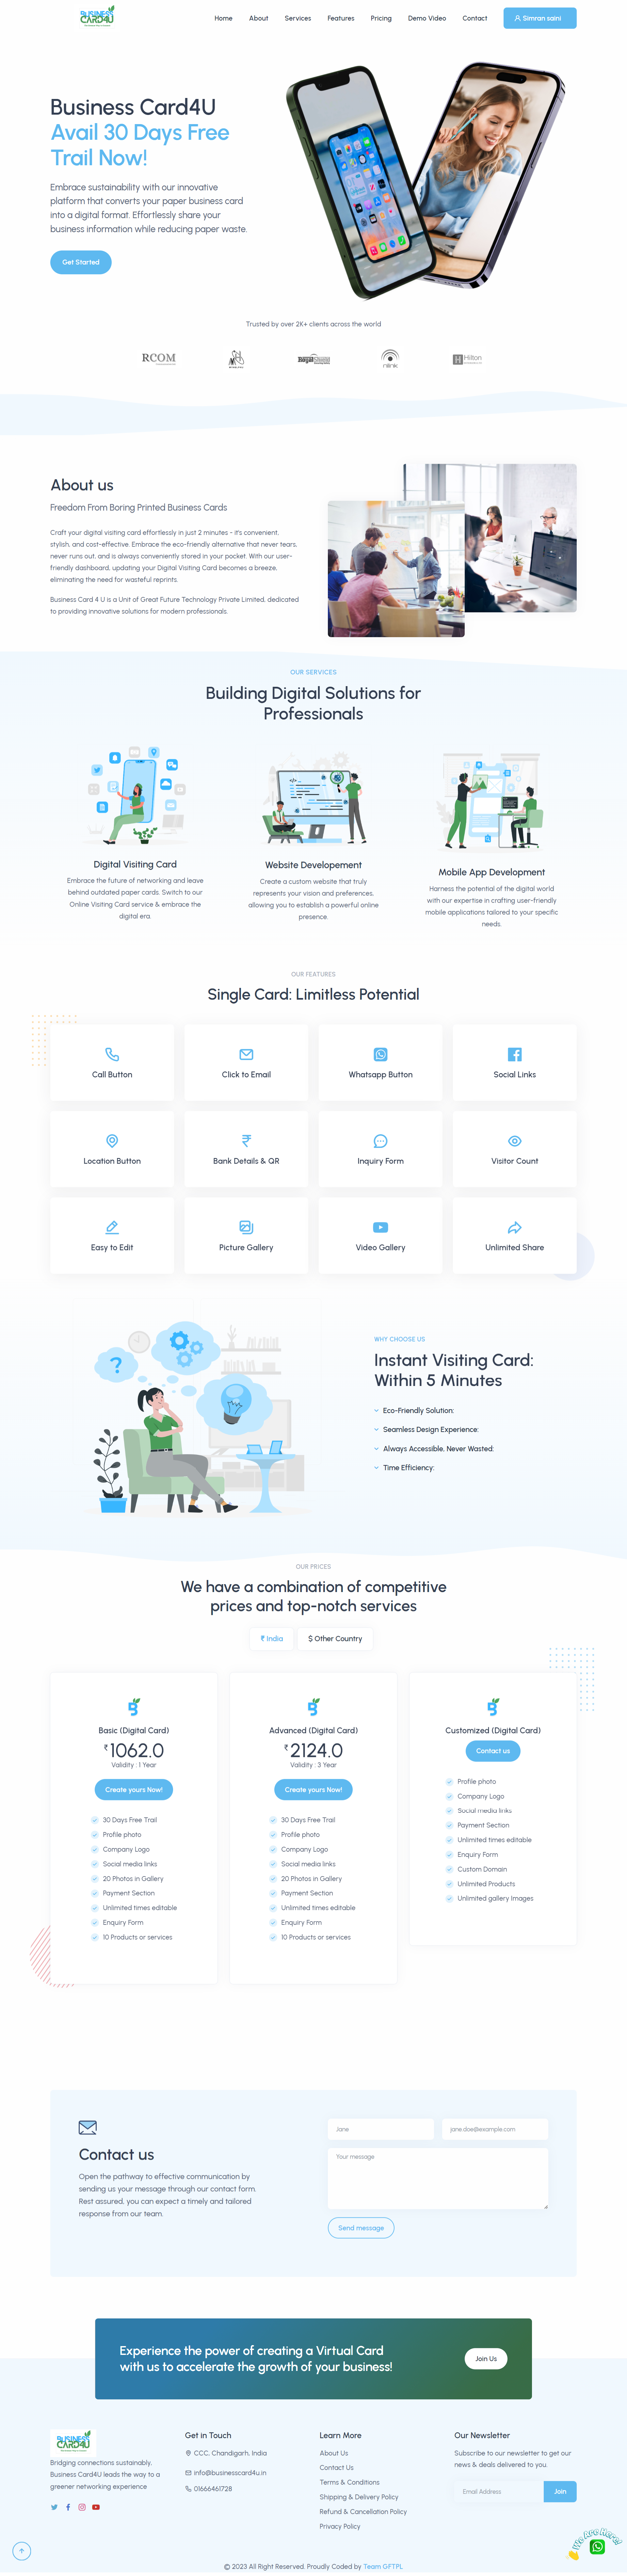 BUSINESS
CARD4U
Home About Services Features Pricing Demo Video Contact Simran saini
Business Card4U
Avail 30 Days Free
Trail Now!
Embrace sustainability with our innovative
platform that converts your paper business card
into a digital format. Effortlessly share your
business information while reducing paper waste.
Get Started
Trusted by over 2K+ clients across the world
RCOM
Royal Shield
nilink
Hilton
About us
Freedom From Boring Printed Business Cards
Craft your digital visiting card effortlessly in just 2 minutes - it's convenient,
stylish, and cost-effective. Embrace the eco-friendly alternative that never tears,
never runs out, and is always conveniently stored in your pocket. With our user-
friendly dashboard, updating your Digital Visiting Card becomes a breeze,
eliminating the need for wasteful reprints.
Business Card 4 U is a Unit of Great Future Technology Private Limited, dedicated
to providing innovative solutions for modern professionals.
OUR SERVICES
Building Digital Solutions for
Professionals
Digital Visiting Card
Embrace the future of networking and leave
behind outdated paper cards. Switch to our
Online Visiting Card service & embrace the
digital era.
Website Developement
Create a custom website that truly
represents your vision and preferences,
allowing you to establish a powerful online
presence.
Mobile App Development
Harness the potential of the digital world
with our expertise in crafting user-friendly
mobile applications tailored to your specific
needs.
OUR FEATURES
Single Card: Limitless Potential
Call Button
Click to Email
Whatsapp Button
Social Links
Location Button
Bank Details & QR
Inquiry Form
Visitor Count
Easy to Edit
Picture Gallery
Video Gallery
Unlimited Share
WHY CHOOSE US
Instant Visiting Card:
Within 5 Minutes
Eco-Friendly Solution:
Seamless Design Experience:
Always Accessible, Never Wasted:
Time Efficiency:
OUR PRICES
We have a combination of competitive
prices and top-notch services
₹ India
$ Other Country
Basic (Digital Card)
₹1062.0
Validity : 1 Year
Create yours Now!
30 Days Free Trail
Profile photo
Company Logo
Social media links
20 Photos in Gallery
Payment Section
Unlimited times editable
Enquiry Form
10 Products or services
Advanced (Digital Card)
₹2124.0
Validity : 3 Year
Create yours Now!
30 Days Free Trail
Profile photo
Company Logo
Social media links
20 Photos in Gallery
Payment Section
Unlimited times editable
Enquiry Form
10 Products or services
Customized (Digital Card)
Contact us
Profile photo
Company Logo
Social media links
Payment Section
Unlimited times editable
Enquiry Form
Custom Domain
Unlimited Products
Unlimited gallery Images
Contact us
Open the pathway to effective communication by
sending us your message through our contact form.
Rest assured, you can expect a timely and tailored
response from our team.
Jane
jane.doe@example.com
Your message
Send message
Experience the power of creating a Virtual Card
with us to accelerate the growth of your business!
Join Us
BUSINESS
CARD4U
Bridging connections sustainably,
Business Card4U leads the way to a
greener networking experience
Get in Touch
CCC, Chandigarh, India
info@businesscard4u.in
01666461728
Learn More
About Us
Contact Us
Terms & Conditions
Shipping & Delivery Policy
Refund & Cancellation Policy
Privacy Policy
Our Newsletter
Subscribe to our newsletter to get our
news & deals delivered to you.
Email Address
Join
We Are Here!
© 2023 All Right Reserved. Proudly Coded by Team GFTPL